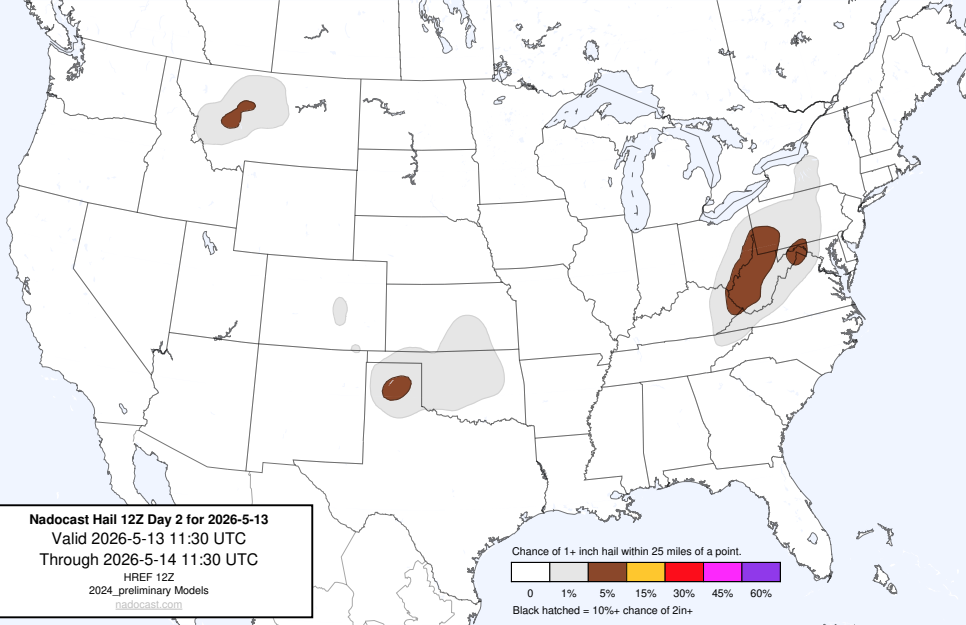 Nadocast Hail 12Z Day 2 for 2026-5-13
Valid 2026-5-13 11:30 UTC
Through 2026-5-14 11:30 UTC
HREF 12Z
2024_preliminary Models
nadocast.com
Chance of 1+ inch hail within 25 miles of a point.
0 1% 5% 15% 30% 45% 60%
Black hatched = 10%+ chance of 2in+